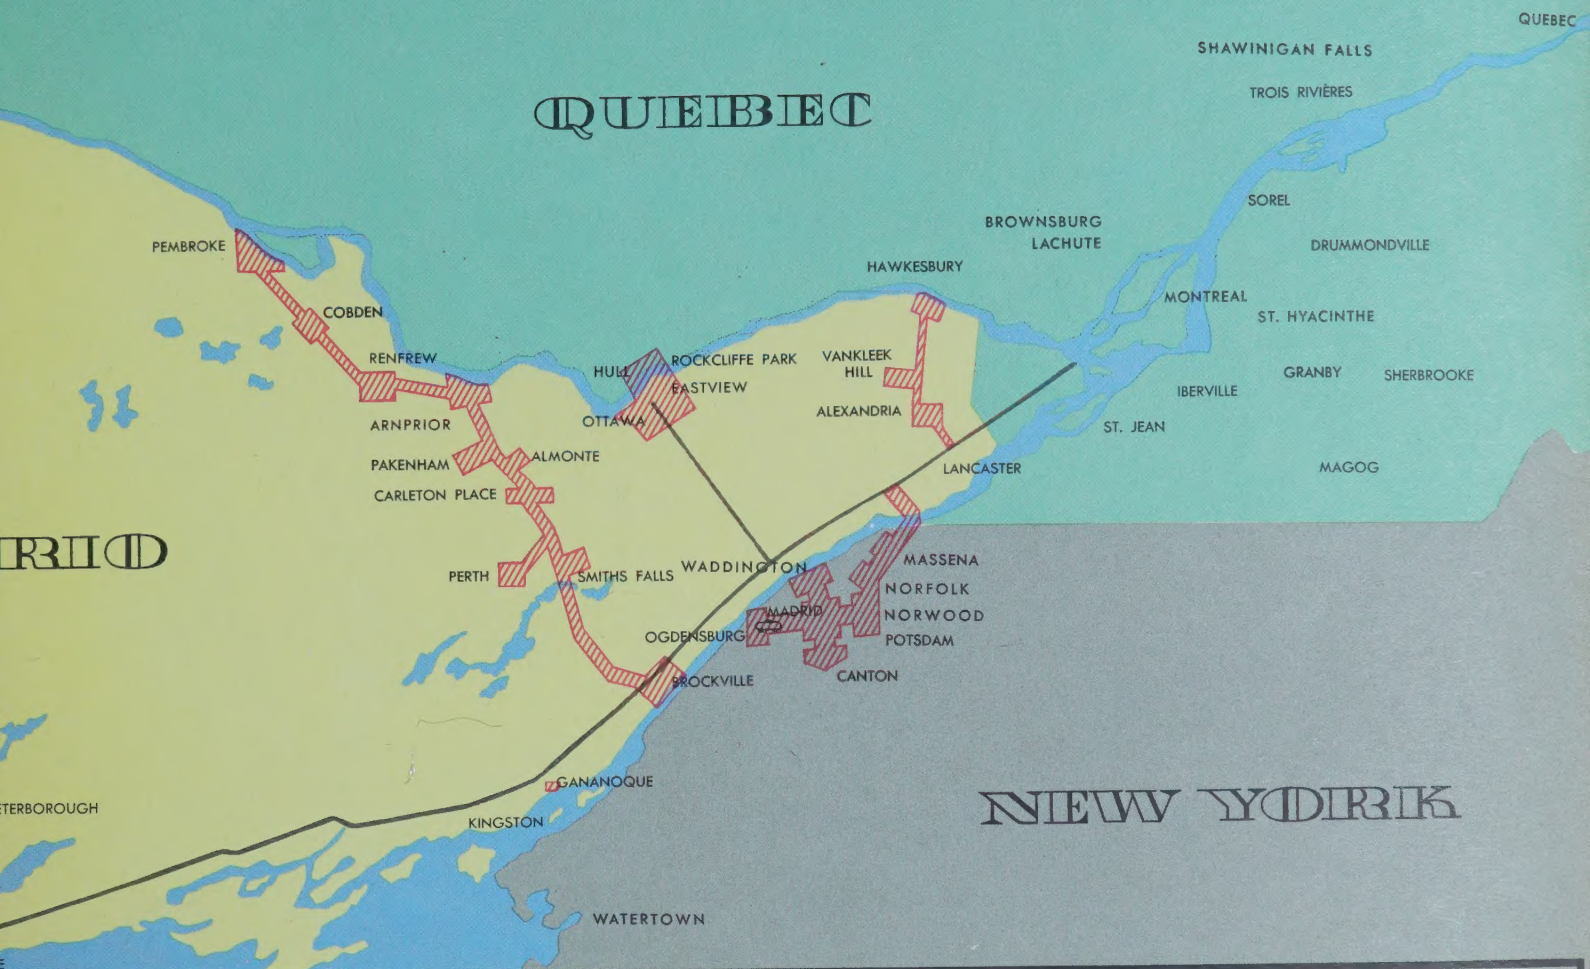 QUEBEC
SHAWINIGAN FALLS
TROIS RIVIÈRES
QUEBEC
SOREL
BROWNSBURG
LACHUTE
DRUMMONDVILLE
PEMBROKE
HAWKESBURY
MONTREAL
COBDEN
ST. HYACINTHE
RENFREW
HULL
ROCKCLIFFE PARK
VANKLEEK
HILL
GRANBY
SHERBROOKE
EASTVIEW
IBERVILLE
ALEXANDRIA
ARNPRIOR
OTTAWA
ST. JEAN
PAKENHAM
ALMONTE
LANCASTER
MAGOG
CARLETON PLACE
RIO
MASSENA
WADDINGTON
PERTH
SMITHS FALLS
NORFOLK
MADRID
NORWOOD
OGDENSBURG
POTSDAM
CANTON
BROCKVILLE
GANANOQUE
NEW YORK
TERBOROUGH
KINGSTON
WATERTOWN